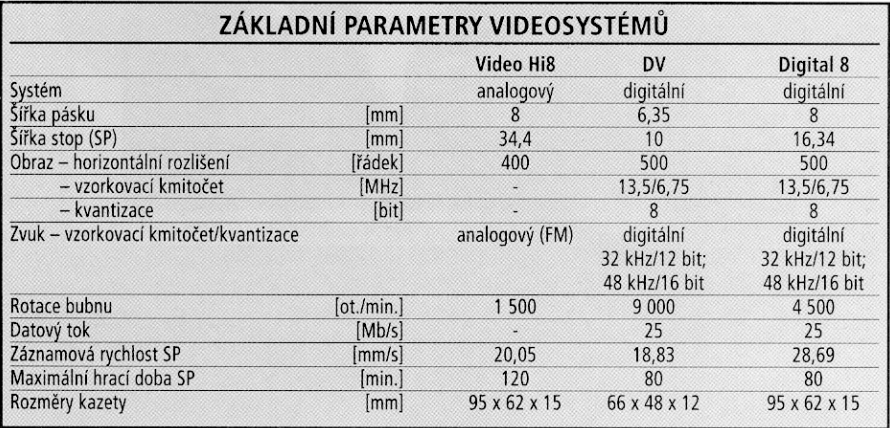 ZÁKLADNÍ PARAMETRY VIDEOSYSTÉMŮ
Video Hi8 DV Digital 8
Systém analogový digitální digitální
Šířka pásku [mm] 8 6,35 8
Šířka stop (SP) [mm] 34,4 10 16,34
Obraz – horizontální rozlišení [řádek] 400 500 500
– vzorkovací kmitočet [MHz] - 13,5/6,75 13,5/6,75
– kvantizace [bit] - 8 8
Zvuk – vzorkovací kmitočet/kvantizace analogový (FM) digitální digitální
32 kHz/12 bit; 32 kHz/12 bit;
48 kHz/16 bit 48 kHz/16 bit
Rotace bubnu [ot./min.] 1 500 9 000 4 500
Datový tok [Mb/s] - 25 25
Záznamová rychlost SP [mm/s] 20,05 18,83 28,69
Maximální hrací doba SP [min.] 120 80 80
Rozměry kazety [mm] 95 x 62 x 15 66 x 48 x 12 95 x 62 x 15